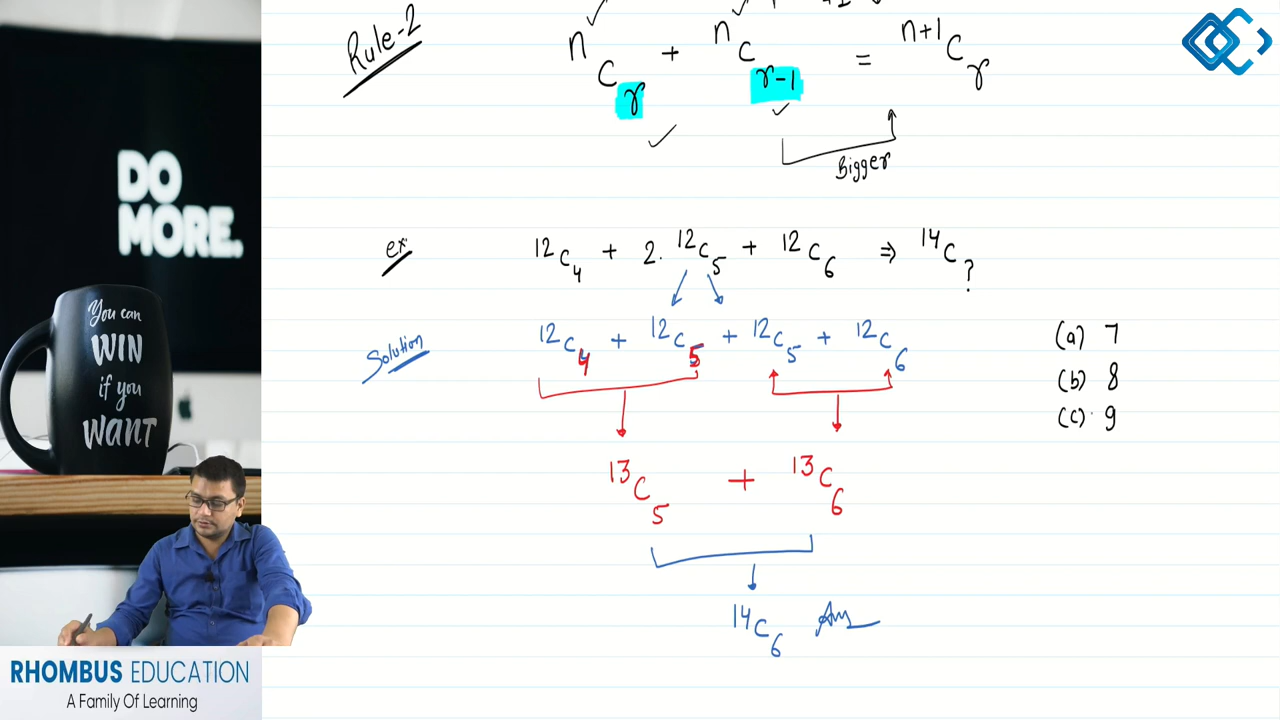 Rule-2
ⁿCᵣ + ⁿCᵣ₋₁ = ⁿ⁺¹Cᵣ
Bigger
ex
¹²C₄ + 2. ¹²C₅ + ¹²C₆ ⇒ ¹⁴C?
Solution
¹²C₄ + ¹²C₅ + ¹²C₅ + ¹²C₆
(a) 7
(b) 8
(c) 9
¹³C₅ + ¹³C₆
¹⁴C₆ Ans
DO
MORE.
You can
WIN
if you
WANT
RHOMBUS EDUCATION
A Family Of Learning